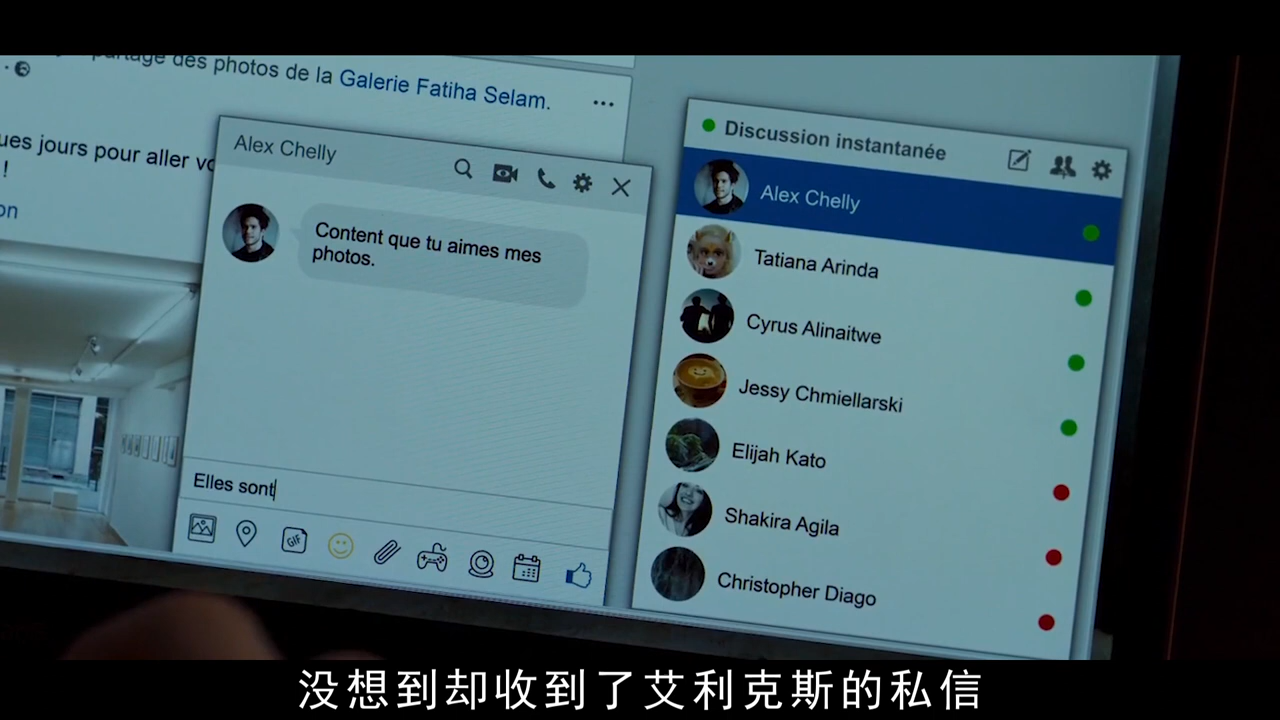 partage des photos de la Galerie Fatiha Selam.
ues jours pour aller vo
!
on
Alex Chelly
Content que tu aimes mes
photos.
Elles sont
GIF
Discussion instantanée
Alex Chelly
Tatiana Arinda
Cyrus Alinaitwe
Jessy Chmiellarski
Elijah Kato
Shakira Agila
Christopher Diago
没想到却收到了艾利克斯的私信